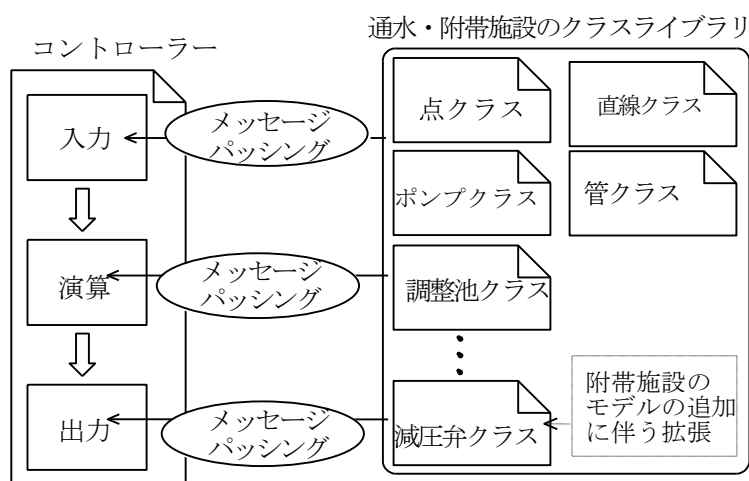 コントローラー
入力
演算
出力
メッセージ
パッシング
メッセージ
パッシング
メッセージ
パッシング
通水・附帯施設のクラスライブラリ
点クラス
直線クラス
ポンプクラス
管クラス
調整池クラス
減圧弁クラス
附帯施設の
モデルの追加
に伴う拡張